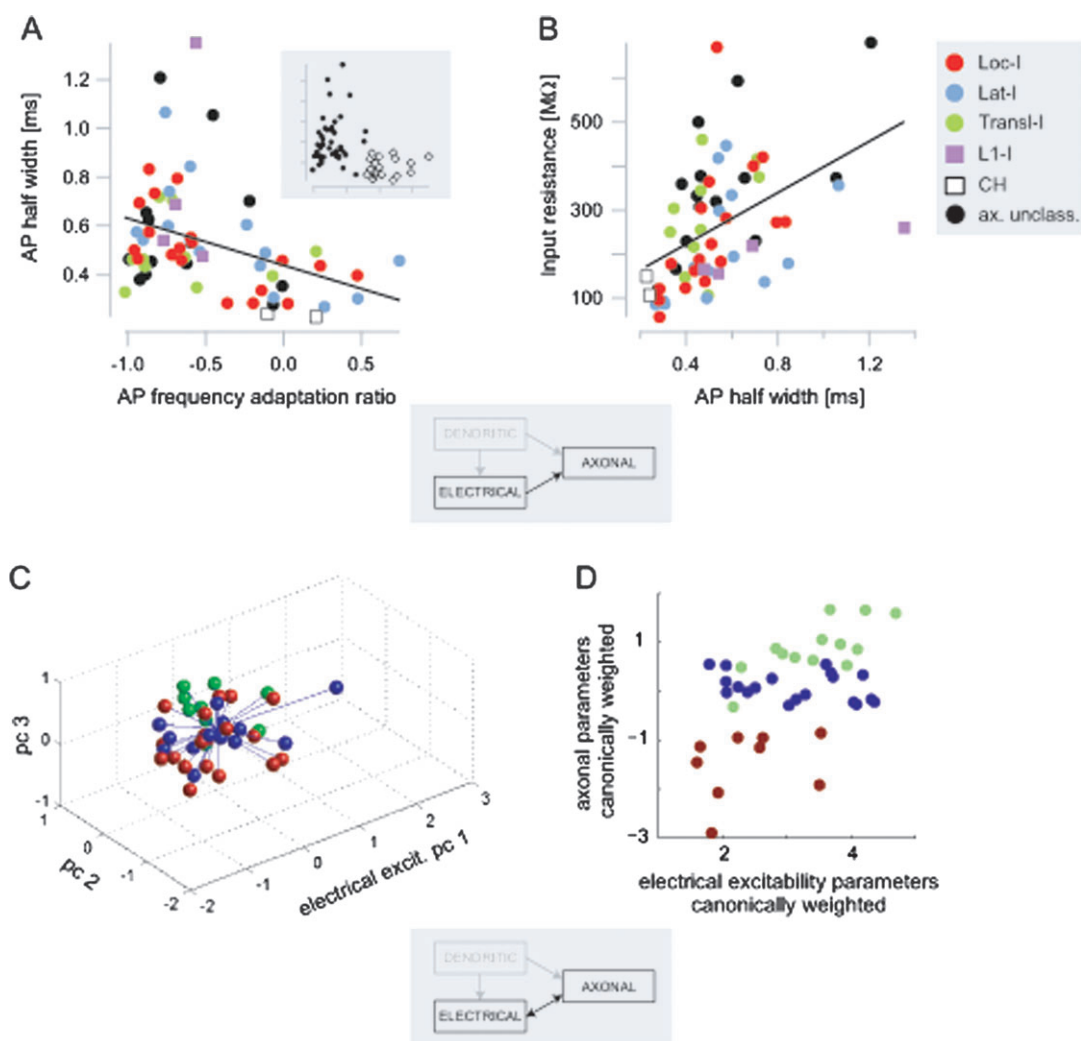 A
AP half width [ms]
1.2
1.0
0.8
0.6
0.4
-1.0
-0.5
0.0
0.5
AP frequency adaptation ratio
B
Input resistance [MΩ]
500
300
100
0.4
0.8
1.2
AP half width [ms]
Loc-I
Lat-I
Transl-I
L1-I
CH
ax. unclass.
DENDRITIC
AXONAL
ELECTRICAL
C
pc 3
1
0
-1
1
0
-1
-2
pc 2
-2
-1
0
1
2
3
electrical excit. pc 1
D
axonal parameters
canonically weighted
1
-1
-3
2
4
electrical excitability parameters
canonically weighted
DENDRITIC
AXONAL
ELECTRICAL